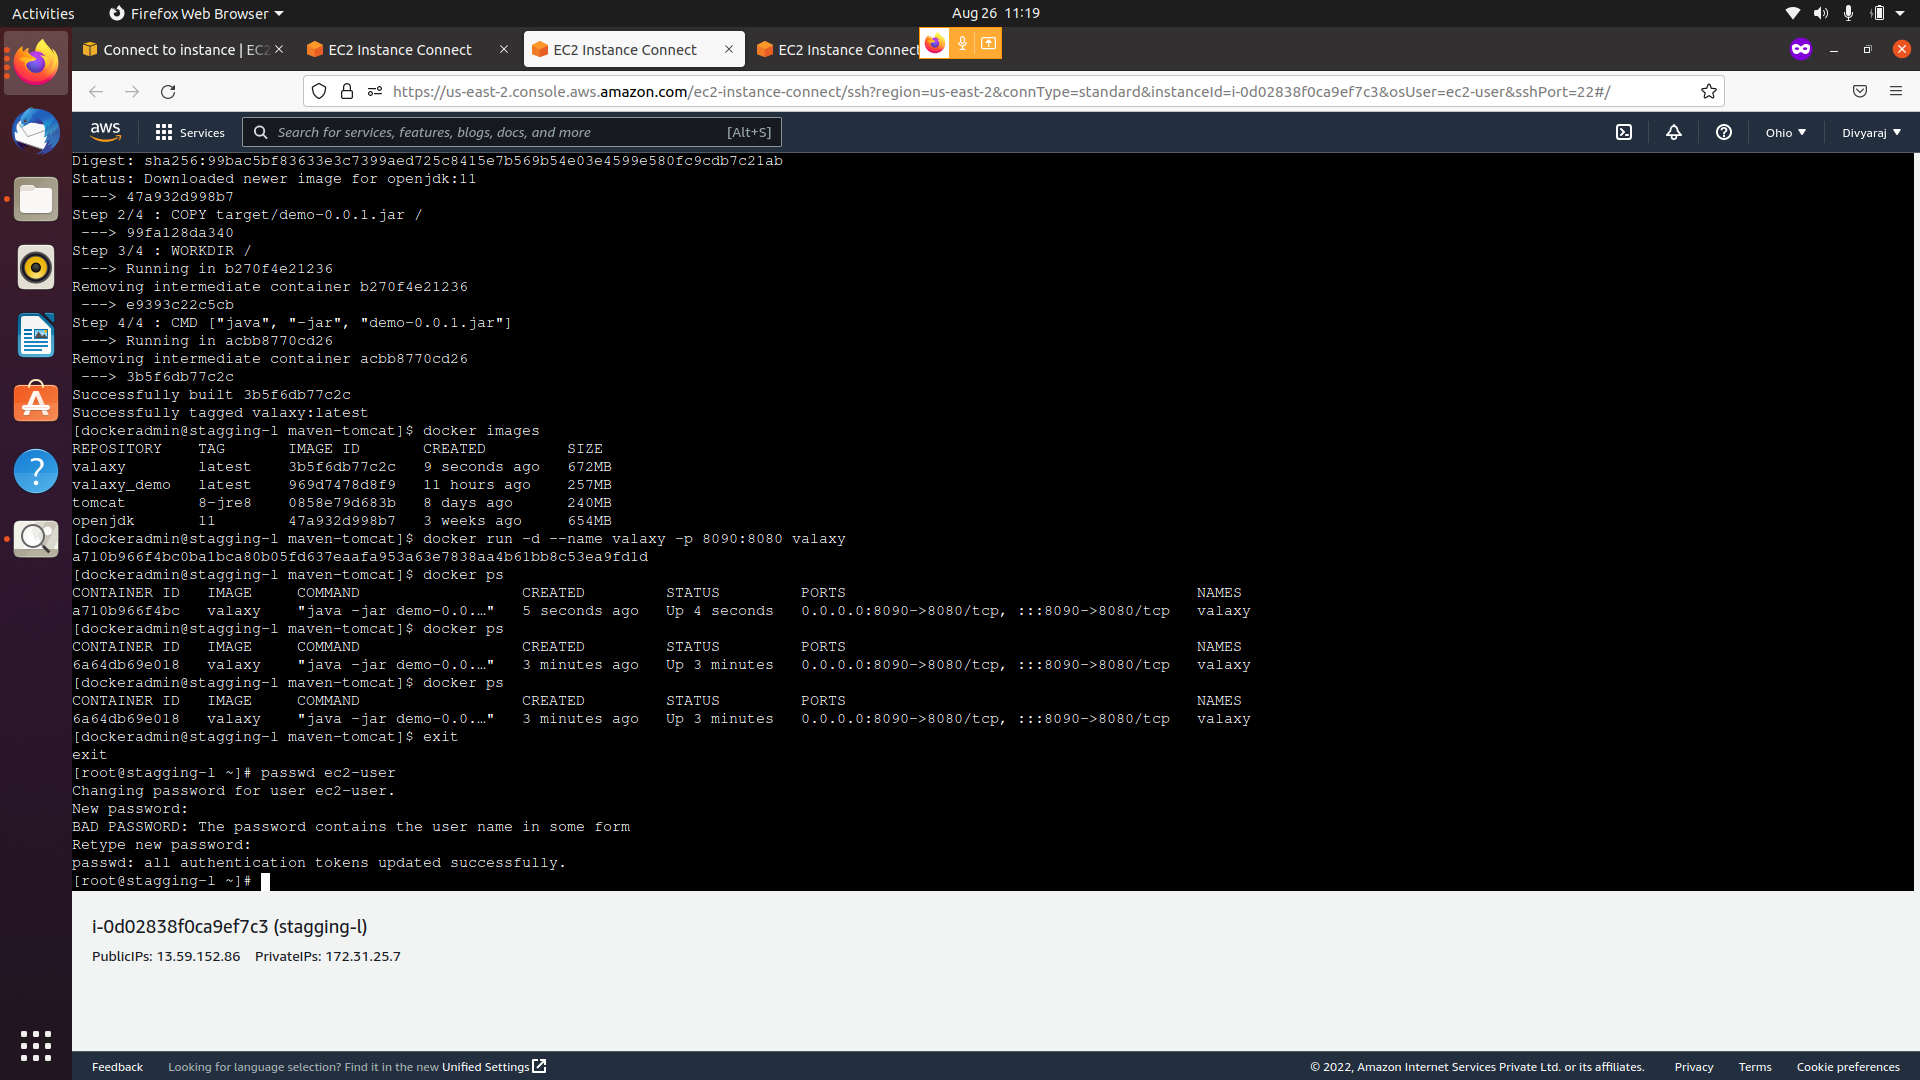 Activities
Firefox Web Browser
Aug 26 11:19
Connect to instance | EC2
EC2 Instance Connect
EC2 Instance Connect
EC2 Instance Connect
https://us-east-2.console.aws.amazon.com/ec2-instance-connect/ssh?region=us-east-2&connType=standard&instanceId=i-0d02838f0ca9ef7c3&osUser=ec2-user&sshPort=22#/
aws
Services
Search for services, features, blogs, docs, and more
[Alt+S]
Ohio
Divyaraj
Digest: sha256:99bac5bf83633e3c7399aed725c8415e7b569b54e03e4599e580fc9cdb7c21ab
Status: Downloaded newer image for openjdk:11
---> 47a932d998b7
Step 2/4 : COPY target/demo-0.0.1.jar /
---> 99fa128da340
Step 3/4 : WORKDIR /
---> Running in b270f4e21236
Removing intermediate container b270f4e21236
---> e9393c22c5cb
Step 4/4 : CMD ["java", "-jar", "demo-0.0.1.jar"]
---> Running in acbb8770cd26
Removing intermediate container acbb8770cd26
---> 3b5f6db77c2c
Successfully built 3b5f6db77c2c
Successfully tagged valaxy:latest
[dockeradmin@stagging-l maven-tomcat]$ docker images
REPOSITORY TAG IMAGE ID CREATED SIZE
valaxy latest 3b5f6db77c2c 9 seconds ago 672MB
valaxy_demo latest 969d7478d8f9 11 hours ago 257MB
tomcat 8-jre8 0858e79d683b 8 days ago 240MB
openjdk 11 47a932d998b7 3 weeks ago 654MB
[dockeradmin@stagging-l maven-tomcat]$ docker run -d --name valaxy -p 8090:8080 valaxy
a710b966f4bc0ba1bca80b05fd637eaafa953a63e7838aa4b61bb8c53ea9fd1d
[dockeradmin@stagging-l maven-tomcat]$ docker ps
CONTAINER ID IMAGE COMMAND CREATED STATUS PORTS NAMES
a710b966f4bc valaxy "java -jar demo-0.0.…" 5 seconds ago Up 4 seconds 0.0.0.0:8090->8080/tcp, :::8090->8080/tcp valaxy
[dockeradmin@stagging-l maven-tomcat]$ docker ps
CONTAINER ID IMAGE COMMAND CREATED STATUS PORTS NAMES
6a64db69e018 valaxy "java -jar demo-0.0.…" 3 minutes ago Up 3 minutes 0.0.0.0:8090->8080/tcp, :::8090->8080/tcp valaxy
[dockeradmin@stagging-l maven-tomcat]$ docker ps
CONTAINER ID IMAGE COMMAND CREATED STATUS PORTS NAMES
6a64db69e018 valaxy "java -jar demo-0.0.…" 3 minutes ago Up 3 minutes 0.0.0.0:8090->8080/tcp, :::8090->8080/tcp valaxy
[dockeradmin@stagging-l maven-tomcat]$ exit
exit
[root@stagging-l ~]# passwd ec2-user
Changing password for user ec2-user.
New password:
BAD PASSWORD: The password contains the user name in some form
Retype new password:
passwd: all authentication tokens updated successfully.
[root@stagging-l ~]#
i-0d02838f0ca9ef7c3 (stagging-l)
PublicIPs: 13.59.152.86 PrivateIPs: 172.31.25.7
Feedback
Looking for language selection? Find it in the new Unified Settings
© 2022, Amazon Internet Services Private Ltd. or its affiliates.
Privacy
Terms
Cookie preferences